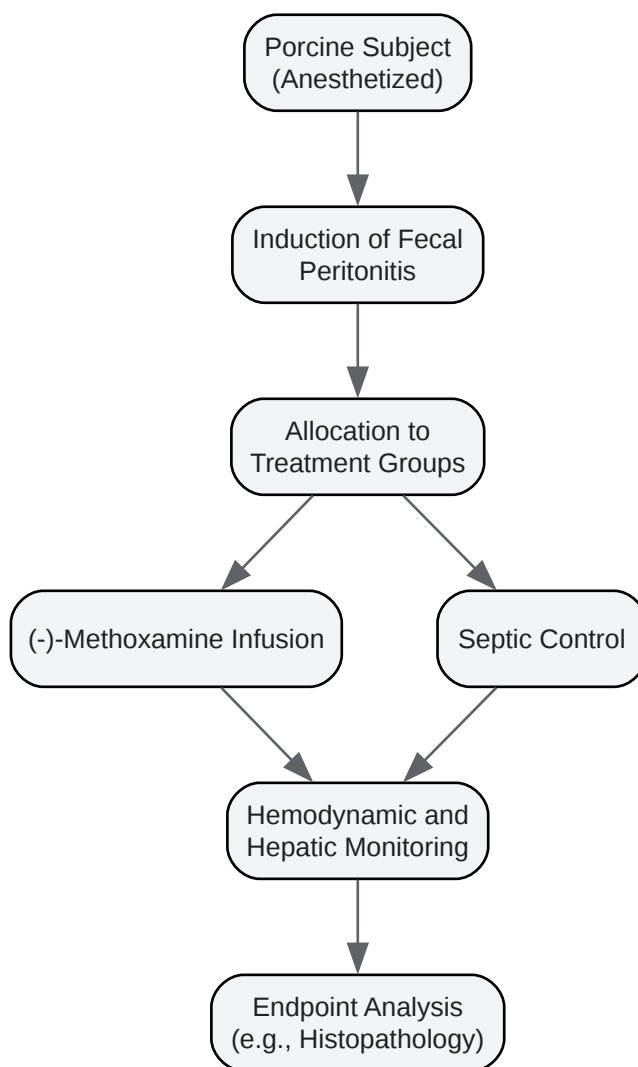 Porcine Subject
(Anesthetized)
Induction of Fecal
Peritonitis
Allocation to
Treatment Groups
(-)-Methoxamine Infusion
Septic Control
Hemodynamic and
Hepatic Monitoring
Endpoint Analysis
(e.g., Histopathology)